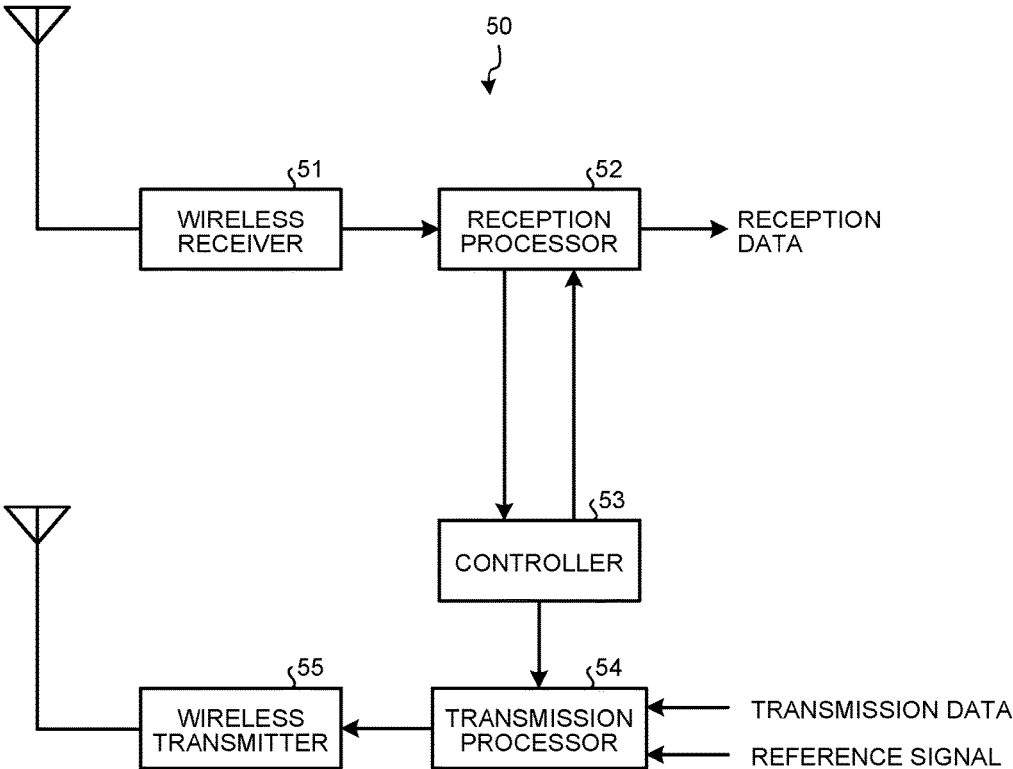 50
51
WIRELESS
RECEIVER
52
RECEPTION
PROCESSOR
RECEPTION
DATA
53
CONTROLLER
55
WIRELESS
TRANSMITTER
54
TRANSMISSION
PROCESSOR
TRANSMISSION DATA
REFERENCE SIGNAL